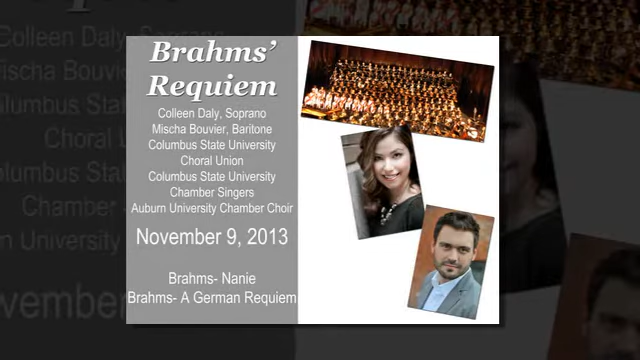 Brahms'
Requiem
Colleen Daly, Soprano
Mischa Bouvier, Baritone
Columbus State University
Choral Union
Columbus State University
Chamber Singers
Auburn University Chamber Choir
November 9, 2013
Brahms- Nanie
Brahms- A German Requiem